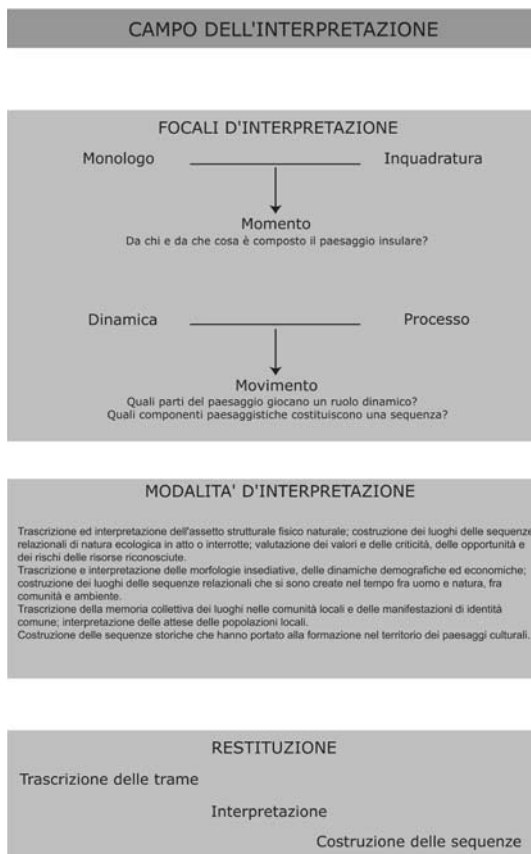 CAMPO DELL'INTERPRETAZIONE
FOCALI D'INTERPRETAZIONE
Monologo Inquadratura
Momento
Da chi e da che cosa è composto il paesaggio insulare?
Dinamica Processo
Movimento
Quali parti del paesaggio giocano un ruolo dinamico?
Quali componenti paesaggistiche costituiscono una sequenza?
MODALITA' D'INTERPRETAZIONE
Trascrizione ed interpretazione dell'assetto strutturale fisico naturale; costruzione dei luoghi delle sequenze
relazionali di natura ecologica in atto o interrotte; valutazione dei valori e delle criticità, delle opportunità e
dei rischi delle risorse riconosciute.
Trascrizione e interpretazione delle morfologie insediative, delle dinamiche demografiche ed economiche;
costruzione dei luoghi delle sequenze relazionali che si sono create nel tempo fra uomo e natura, fra
comunità e ambiente.
Trascrizione della memoria collettiva dei luoghi nelle comunità locali e delle manifestazioni di identità
comune; interpretazione delle attese delle popolazioni locali.
Costruzione delle sequenze storiche che hanno portato alla formazione nel territorio dei paesaggi culturali.
RESTITUZIONE
Trascrizione delle trame
Interpretazione
Costruzione delle sequenze